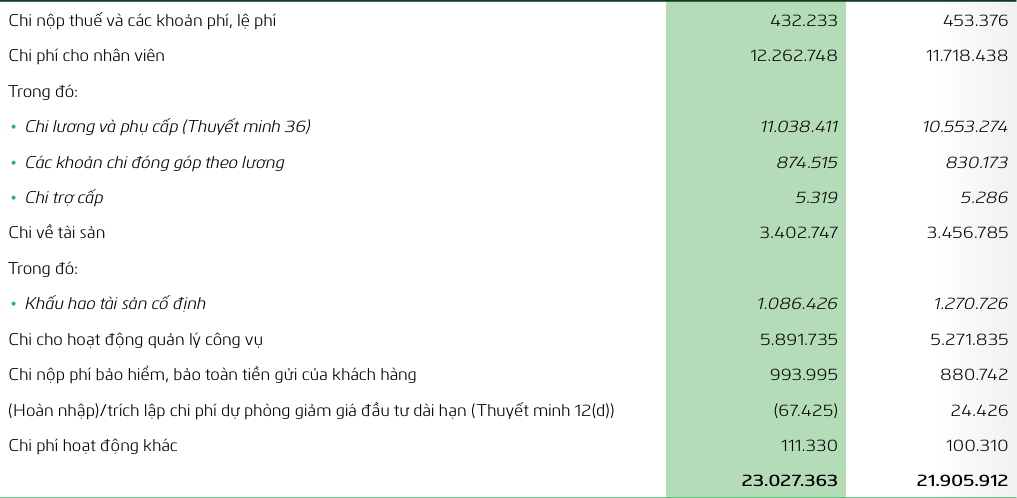 Chi nộp thuế và các khoản phí, lệ phí 432.233 453.376
Chi phí cho nhân viên 12.262.748 11.718.438
Trong đó:
• Chi lương và phụ cấp (Thuyết minh 36) 11.038.411 10.553.274
• Các khoản chi đóng góp theo lương 874.515 830.173
• Chi trợ cấp 5.319 5.286
Chi về tài sản 3.402.747 3.456.785
Trong đó:
• Khấu hao tài sản cố định 1.086.426 1.270.726
Chi cho hoạt động quản lý công vụ 5.891.735 5.271.835
Chi nộp phí bảo hiểm, bảo toàn tiền gửi của khách hàng 993.995 880.742
(Hoàn nhập)/trích lập chi phí dự phòng giảm giá đầu tư dài hạn (Thuyết minh 12(d)) (67.425) 24.426
Chi phí hoạt động khác 111.330 100.310
23.027.363 21.905.912